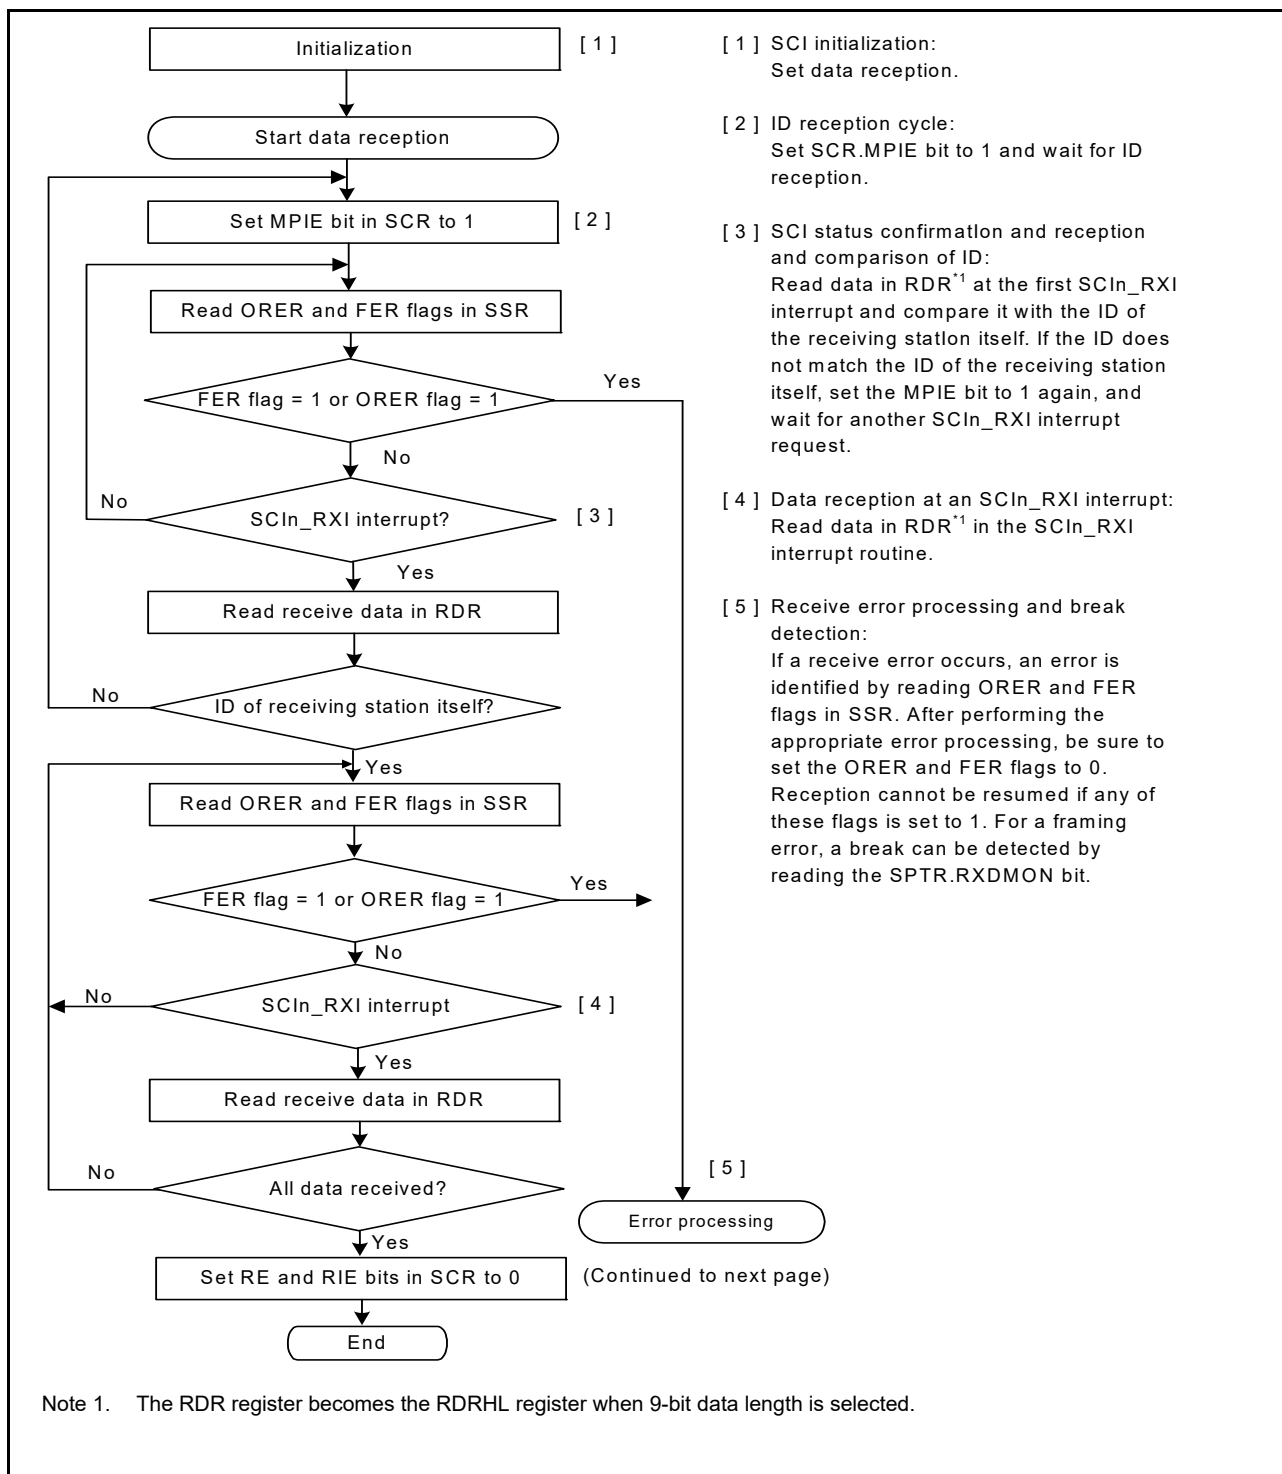 Initialization
[ 1 ]
Start data reception
Set MPIE bit in SCR to 1
[ 2 ]
Read ORER and FER flags in SSR
FER flag = 1 or ORER flag = 1
Yes
No
SCIn_RXI interrupt?
[ 3 ]
No
Yes
Read receive data in RDR
ID of receiving station itself?
No
Yes
Read ORER and FER flags in SSR
FER flag = 1 or ORER flag = 1
Yes
No
SCIn_RXI interrupt
[ 4 ]
No
Yes
Read receive data in RDR
All data received?
No
Yes
Set RE and RIE bits in SCR to 0
End
[ 5 ]
Error processing
(Continued to next page)
[ 1 ] SCI initialization:
Set data reception.
[ 2 ] ID reception cycle:
Set SCR.MPIE bit to 1 and wait for ID
reception.
[ 3 ] SCI status confirmatIon and reception
and comparison of ID:
Read data in RDR*1 at the first SCIn_RXI
interrupt and compare it with the ID of
the receiving statIon itself. If the ID does
not match the ID of the receiving station
itself, set the MPIE bit to 1 again, and
wait for another SCIn_RXI interrupt
request.
[ 4 ] Data reception at an SCIn_RXI interrupt:
Read data in RDR*1 in the SCIn_RXI
interrupt routine.
[ 5 ] Receive error processing and break
detection:
If a receive error occurs, an error is
identified by reading ORER and FER
flags in SSR. After performing the
appropriate error processing, be sure to
set the ORER and FER flags to 0.
Reception cannot be resumed if any of
these flags is set to 1. For a framing
error, a break can be detected by
reading the SPTR.RXDMON bit.
Note 1. The RDR register becomes the RDRHL register when 9-bit data length is selected.